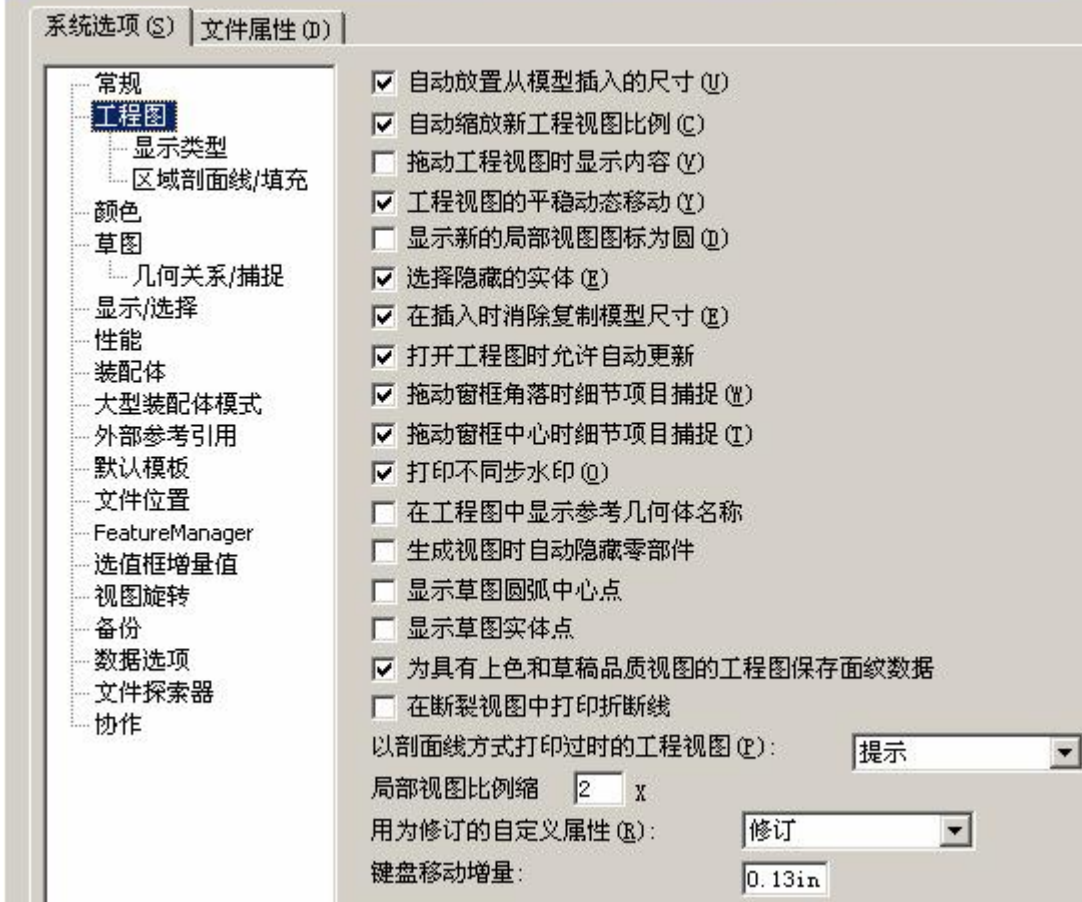 系统选项(S)
文件属性(D)
常规
工程图
显示类型
区域剖面线/填充
颜色
草图
几何关系/捕捉
显示/选择
性能
装配体
大型装配体模式
外部参考引用
默认模板
文件位置
FeatureManager
选值框增量值
视图旋转
备份
数据选项
文件探索器
协作
自动放置从模型插入的尺寸(U)
自动缩放新工程视图比例(C)
拖动工程视图时显示内容(V)
工程视图的平稳动态移动(Y)
显示新的局部视图图标为圆(D)
选择隐藏的实体(E)
在插入时消除复制模型尺寸(E)
打开工程图时允许自动更新
拖动窗框角落时细节项目捕捉(W)
拖动窗框中心时细节项目捕捉(T)
打印不同步水印(O)
在工程图中显示参考几何体名称
生成视图时自动隐藏零部件
显示草图圆弧中心点
显示草图实体点
为具有上色和草稿品质视图的工程图保存面纹数据
在断裂视图中打印折断线
以剖面线方式打印过时的工程视图(P): 提示
局部视图比例缩 2 X
用为修订的自定义属性(R): 修订
键盘移动增量: 0.13in